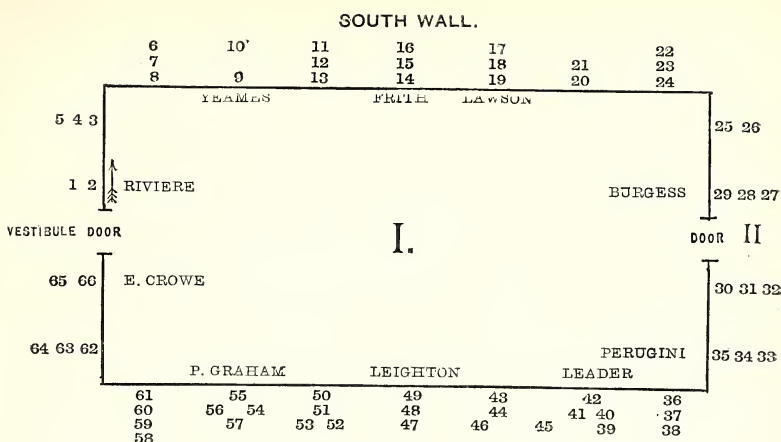 SOUTH WALL.
6 10' 11 16 17 22
7 12 15 18 21 23
8 9 13 14 19 20 24
YEAMES FRITH LAWSON
5 4 3 25 26
1 2 RIVIERE BURGESS 29 28 27
VESTIBULE DOOR I. DOOR II
65 66 E. CROWE 30 31 32
64 63 62 PERUGINI 35 34 33
P. GRAHAM LEIGHTON LEADER
61 55 50 49 43 42 36
60 56 54 51 48 44 41 40 37
59 57 53 52 47 46 45 39 38
58